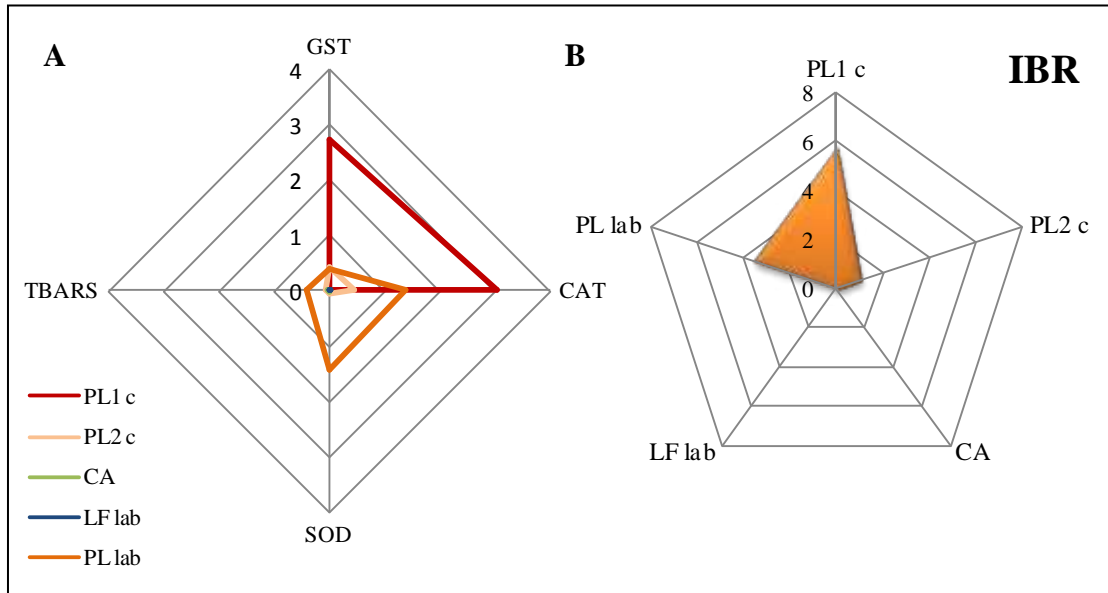 A
GST
4
3
2
1
0
TBARS
CAT
SOD
PL1 c
PL2 c
CA
LF lab
PL lab
B
IBR
PL1 c
8
6
4
2
0
PL lab
PL2 c
LF lab
CA